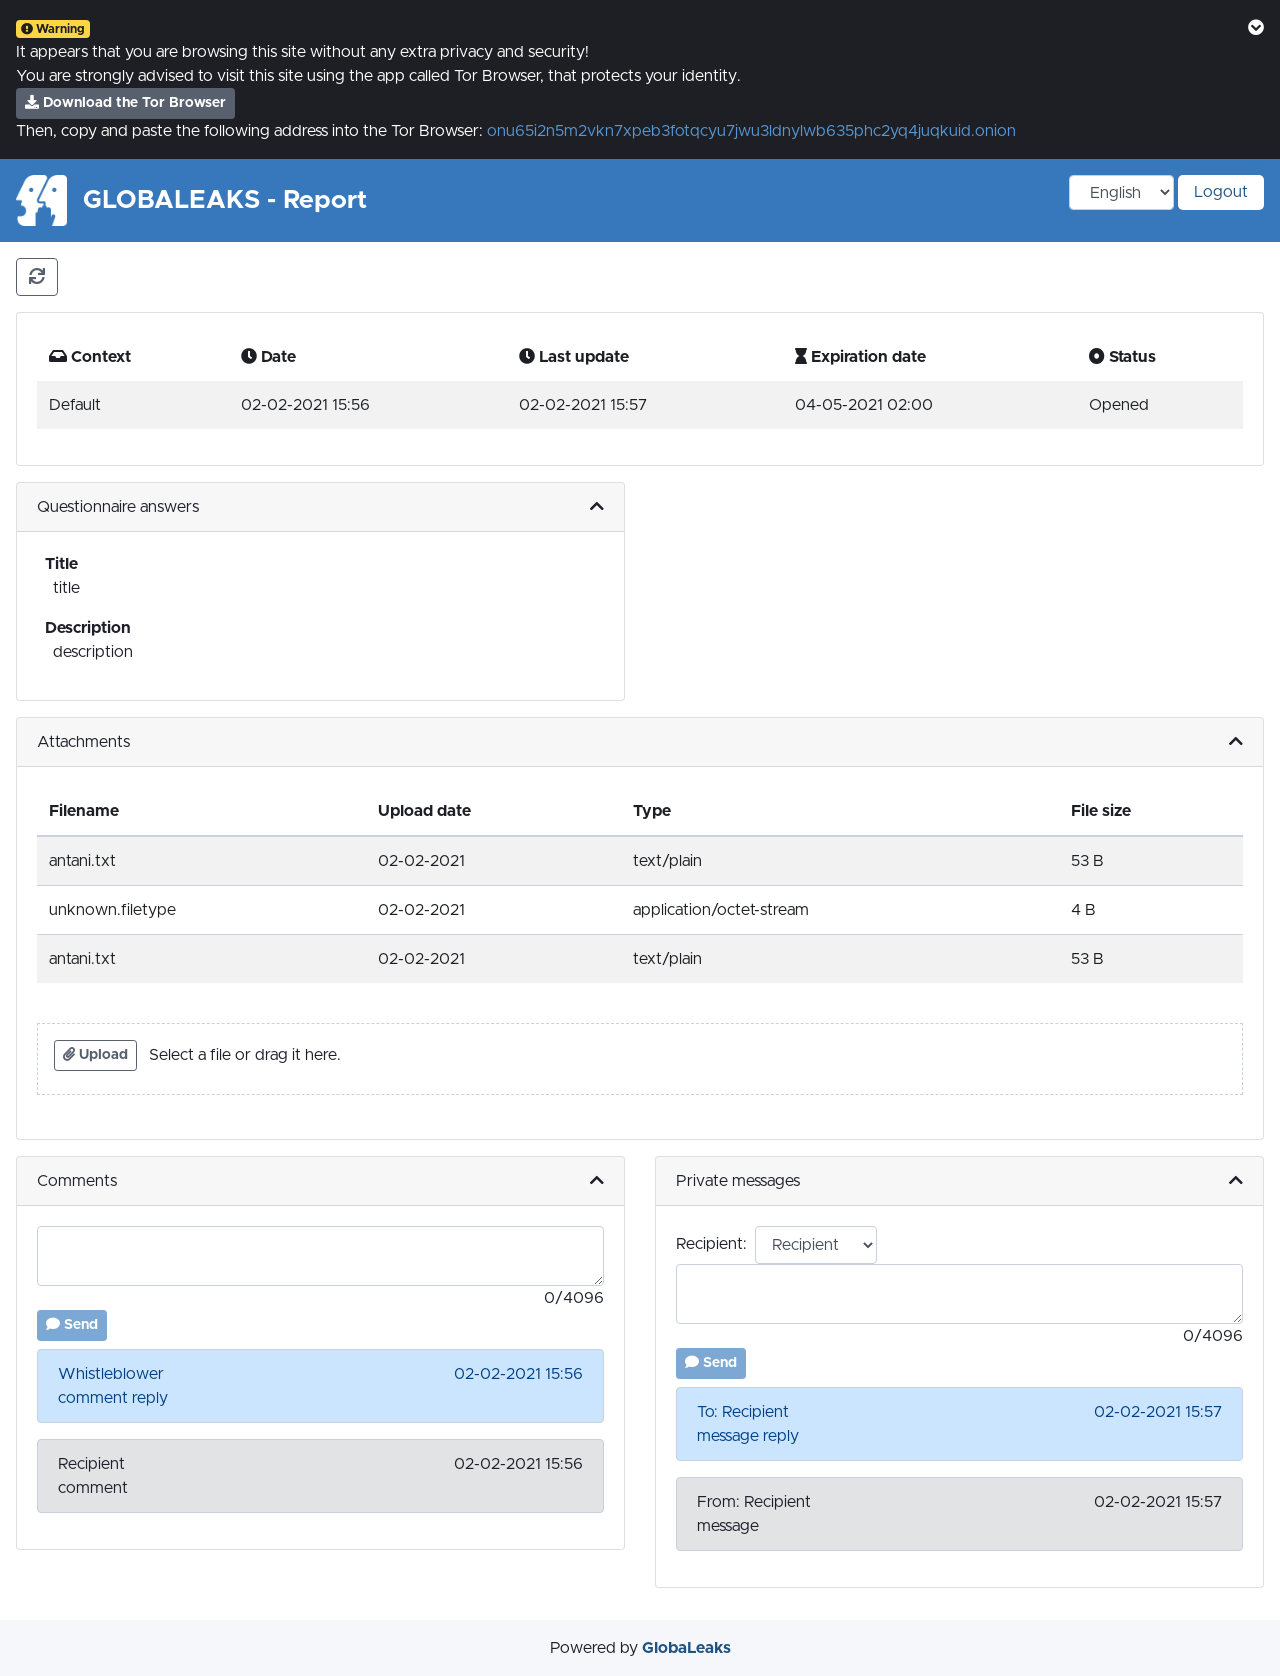 Warning
It appears that you are browsing this site without any extra privacy and security!
You are strongly advised to visit this site using the app called Tor Browser, that protects your identity.
Download the Tor Browser
Then, copy and paste the following address into the Tor Browser: onu65i2n5m2vkn7xpeb3fotqcyu7jwu3ldnylwb635phc2yq4juqkuid.onion
GLOBALEAKS - Report
English Logout
Context Date Last update Expiration date Status
Default 02-02-2021 15:56 02-02-2021 15:57 04-05-2021 02:00 Opened
Questionnaire answers
Title
title
Description
description
Attachments
Filename Upload date Type File size
antani.txt 02-02-2021 text/plain 53 B
unknown.filetype 02-02-2021 application/octet-stream 4 B
antani.txt 02-02-2021 text/plain 53 B
Upload Select a file or drag it here.
Comments
0/4096
Send
Whistleblower 02-02-2021 15:56
comment reply
Recipient 02-02-2021 15:56
comment
Private messages
Recipient: Recipient
0/4096
Send
To: Recipient 02-02-2021 15:57
message reply
From: Recipient 02-02-2021 15:57
message
Powered by GlobaLeaks